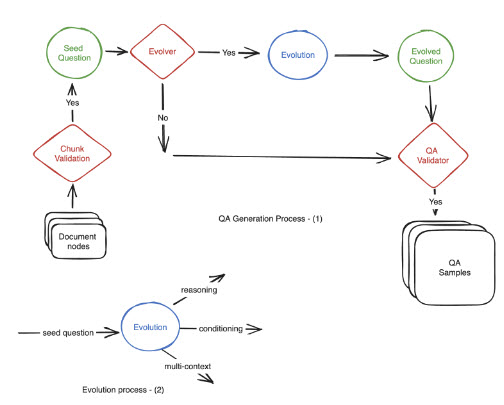 Seed
Question
Evolver
Yes
Evolution
Evolved
Question
Yes
No
Chunk
Validation
QA
Validator
Yes
Document
nodes
QA Generation Process - (1)
QA
Samples
reasoning
seed question
Evolution
conditioning
multi-context
Evolution process - (2)